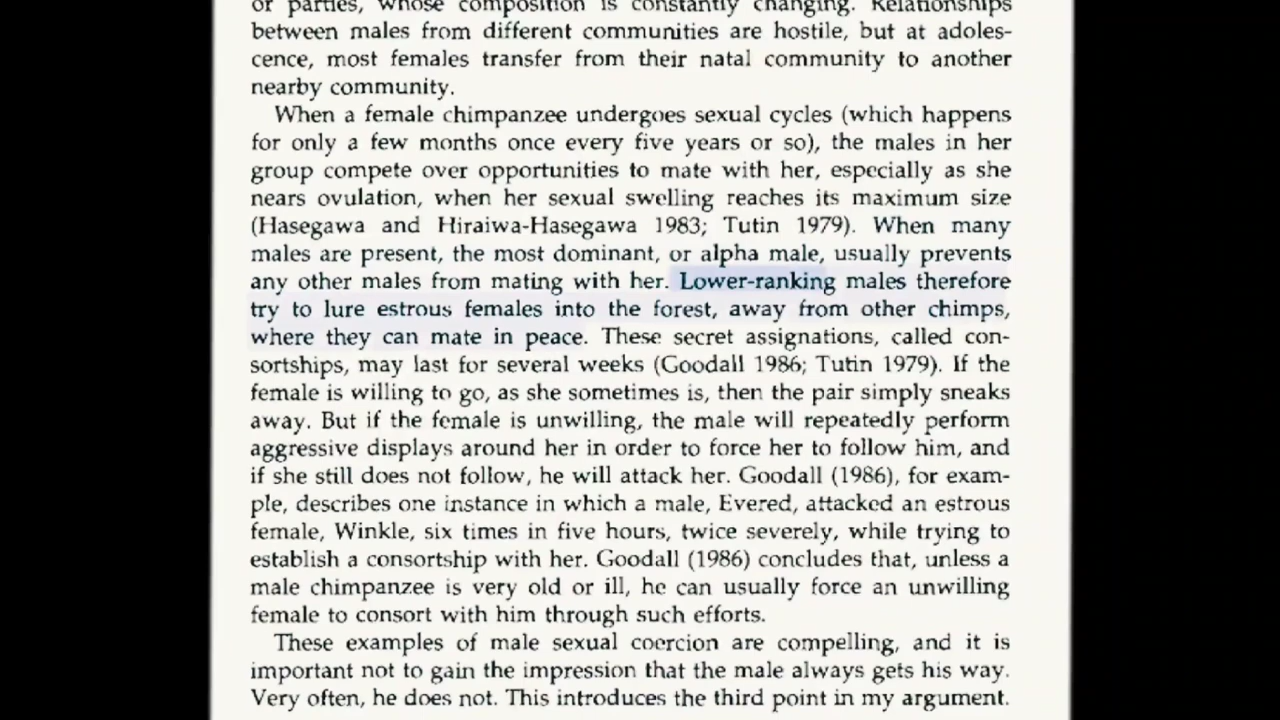 or parties, whose composition is constantly changing. Relationships
between males from different communities are hostile, but at adoles-
cence, most females transfer from their natal community to another
nearby community.
When a female chimpanzee undergoes sexual cycles (which happens
for only a few months once every five years or so), the males in her
group compete over opportunities to mate with her, especially as she
nears ovulation, when her sexual swelling reaches its maximum size
(Hasegawa and Hiraiwa-Hasegawa 1983; Tutin 1979). When many
males are present, the most dominant, or alpha male, usually prevents
any other males from mating with her. Lower-ranking males therefore
try to lure estrous females into the forest, away from other chimps,
where they can mate in peace. These secret assignations, called con-
sortships, may last for several weeks (Goodall 1986; Tutin 1979). If the
female is willing to go, as she sometimes is, then the pair simply sneaks
away. But if the female is unwilling, the male will repeatedly perform
aggressive displays around her in order to force her to follow him, and
if she still does not follow, he will attack her. Goodall (1986), for exam-
ple, describes one instance in which a male, Evered, attacked an estrous
female, Winkle, six times in five hours, twice severely, while trying to
establish a consortship with her. Goodall (1986) concludes that, unless a
male chimpanzee is very old or ill, he can usually force an unwilling
female to consort with him through such efforts.
These examples of male sexual coercion are compelling, and it is
important not to gain the impression that the male always gets his way.
Very often, he does not. This introduces the third point in my argument.